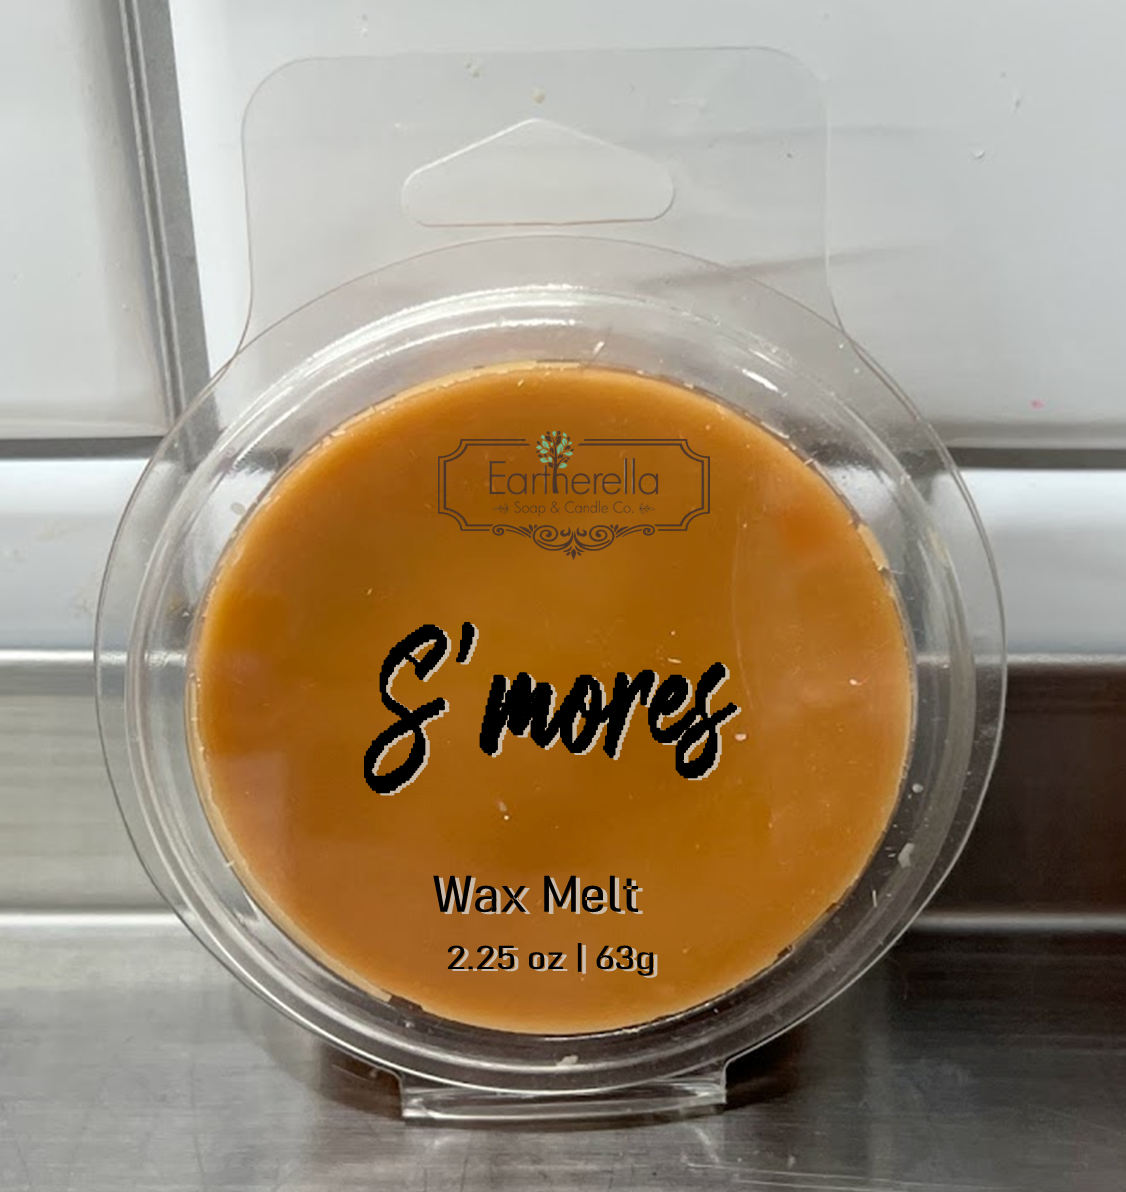 Eartherella
Soap & Candle Co.
S'mores
Wax Melt
2.25 oz | 63g